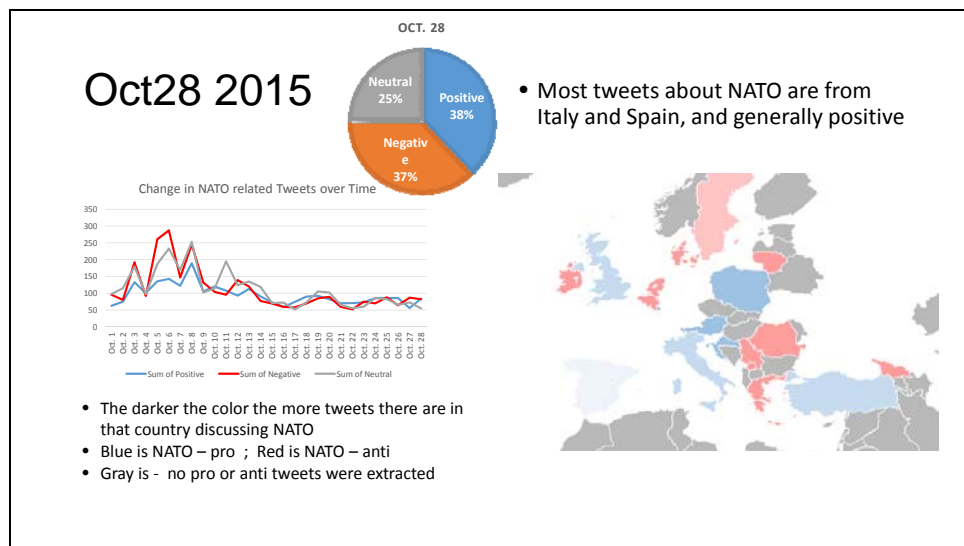 OCT. 28
Oct28 2015
Neutral
25%
Positive
38%
Negativ
e
37%
• Most tweets about NATO are from
Italy and Spain, and generally positive
Change in NATO related Tweets over Time
350
300
250
200
150
100
50
0
Oct. 1
Oct. 2
Oct. 3
Oct. 4
Oct. 5
Oct. 6
Oct. 7
Oct. 8
Oct. 9
Oct. 10
Oct. 11
Oct. 12
Oct. 13
Oct. 14
Oct. 15
Oct. 16
Oct. 17
Oct. 18
Oct. 19
Oct. 20
Oct. 21
Oct. 22
Oct. 23
Oct. 24
Oct. 25
Oct. 26
Oct. 27
Oct. 28
Sum of Positive Sum of Negative Sum of Neutral
• The darker the color the more tweets there are in
that country discussing NATO
• Blue is NATO – pro ; Red is NATO – anti
• Gray is - no pro or anti tweets were extracted